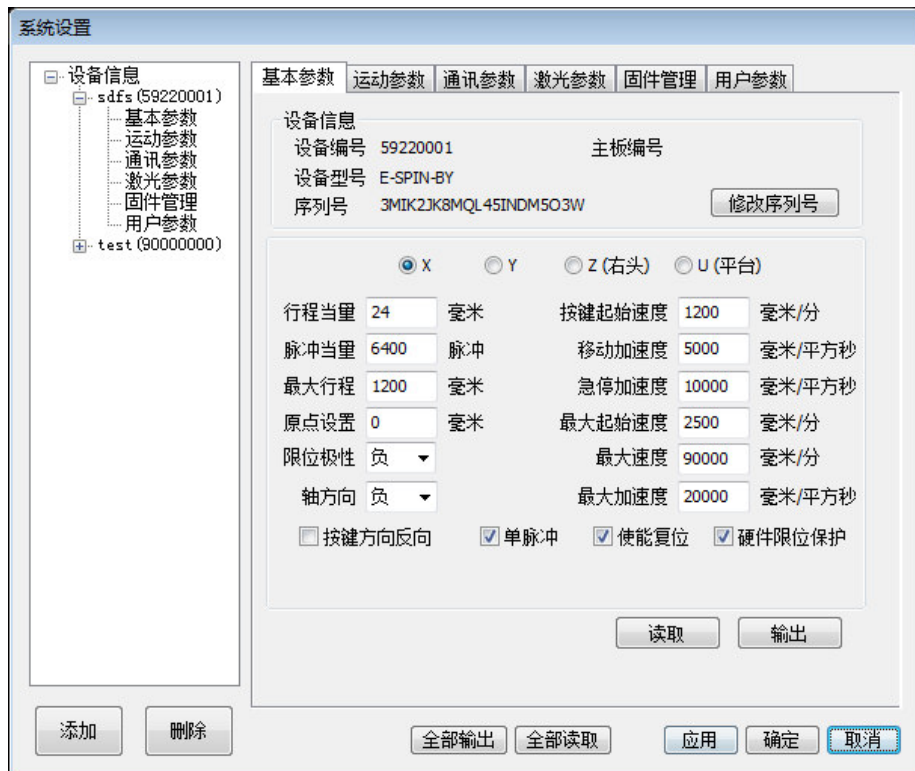 系统设置
设备信息
sdfs(59220001)
基本参数
运动参数
通讯参数
激光参数
固件管理
用户参数
test(90000000)
添加 删除
基本参数 运动参数 通讯参数 激光参数 固件管理 用户参数
设备信息
设备编号 59220001 主板编号
设备型号 E-SPIN-BY
序列号 3MIK2JK8MQL45INDM5O3W 修改序列号
X Y Z(右头) U(平台)
行程当量 24 毫米 按键起始速度 1200 毫米/分
脉冲当量 6400 脉冲 移动加速度 5000 毫米/平方秒
最大行程 1200 毫米 急停加速度 10000 毫米/平方秒
原点设置 0 毫米 最大起始速度 2500 毫米/分
限位极性 负 最大速度 90000 毫米/分
轴方向 负 最大加速度 20000 毫米/平方秒
按键方向反向 单脉冲 使能复位 硬件限位保护
读取 输出
全部输出 全部读取 应用 确定 取消